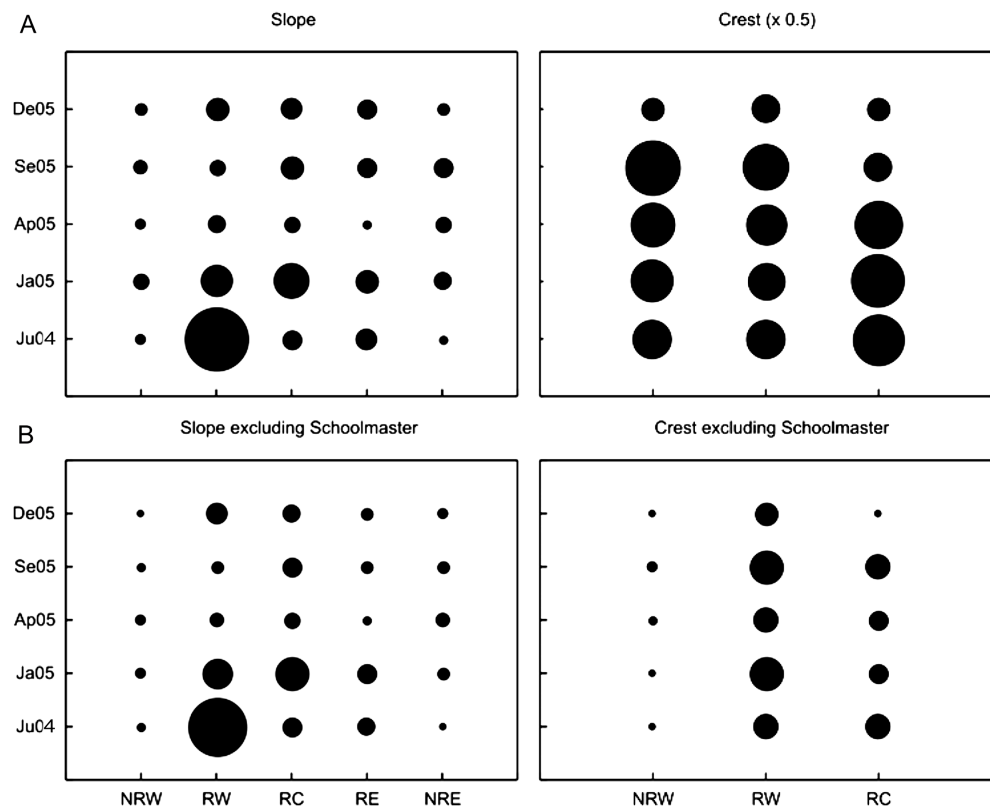 A Slope Crest (x 0.5)
De05
Se05
Ap05
Ja05
Ju04
B Slope excluding Schoolmaster Crest excluding Schoolmaster
De05
Se05
Ap05
Ja05
Ju04
NRW RW RC RE NRE NRW RW RC